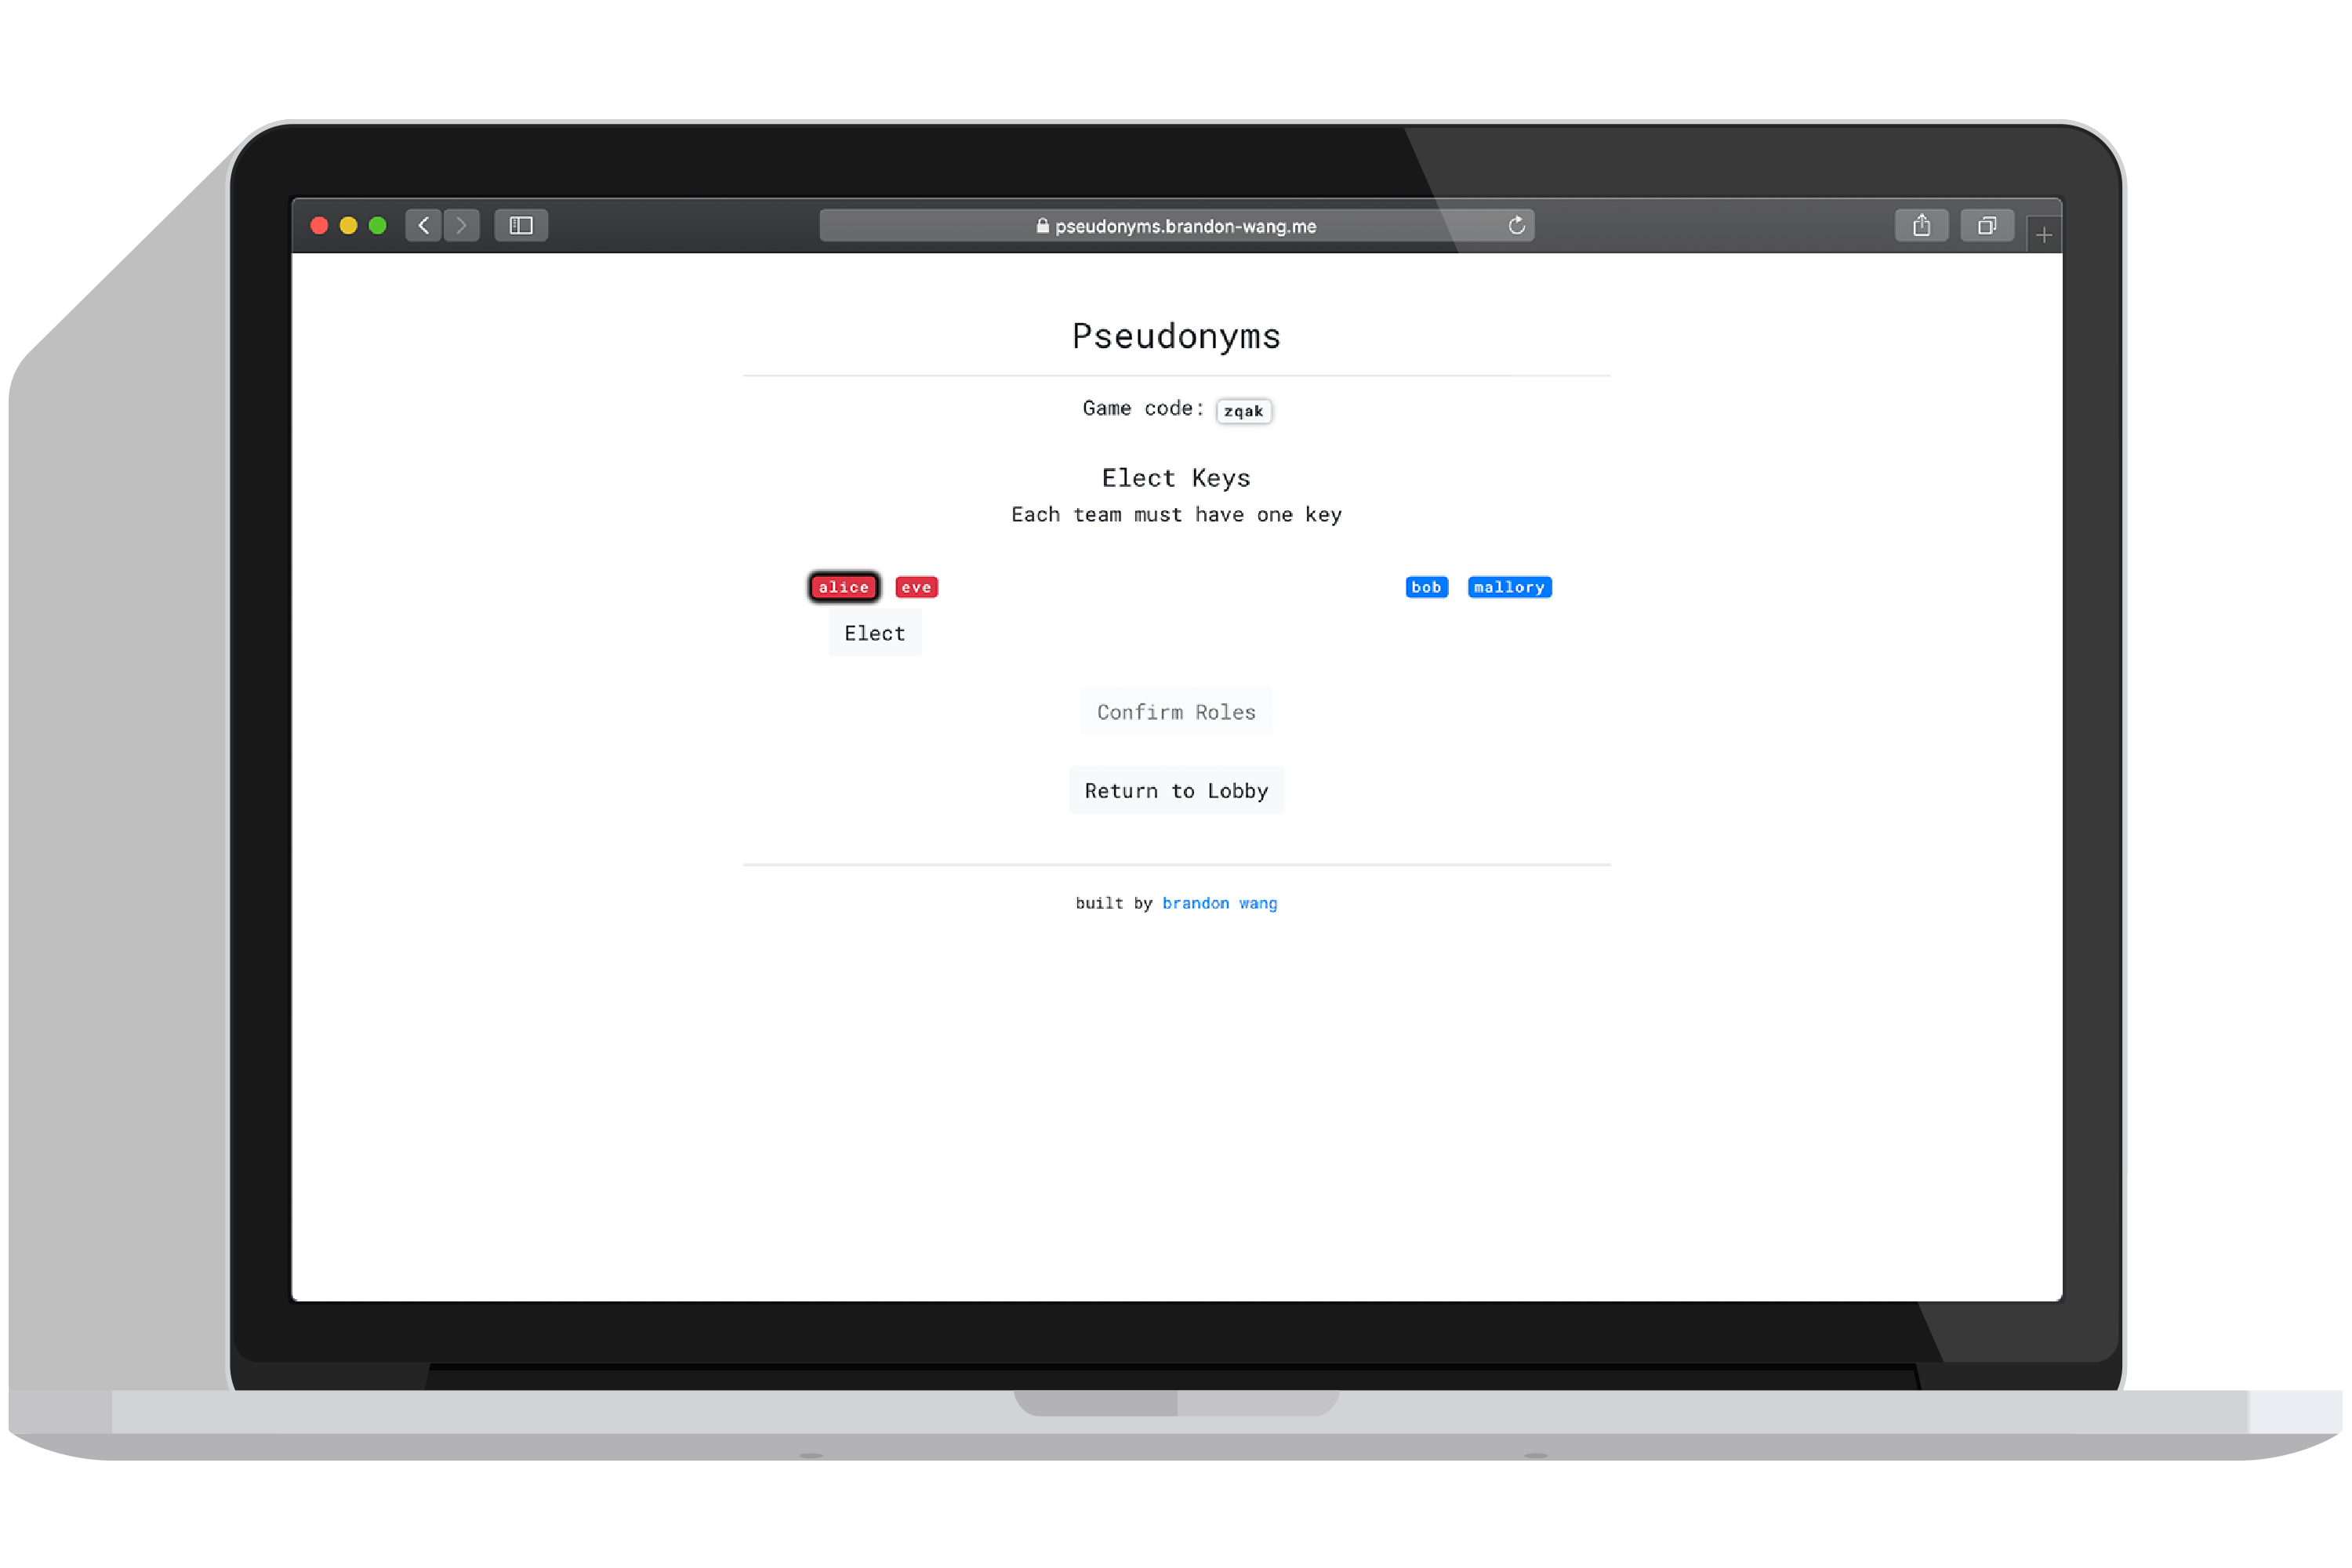 pseudonyms.brandon-wang.me
Pseudonyms
Game code: zqak
Elect Keys
Each team must have one key
alice eve bob mallory
Elect
Confirm Roles
Return to Lobby
built by brandon wang